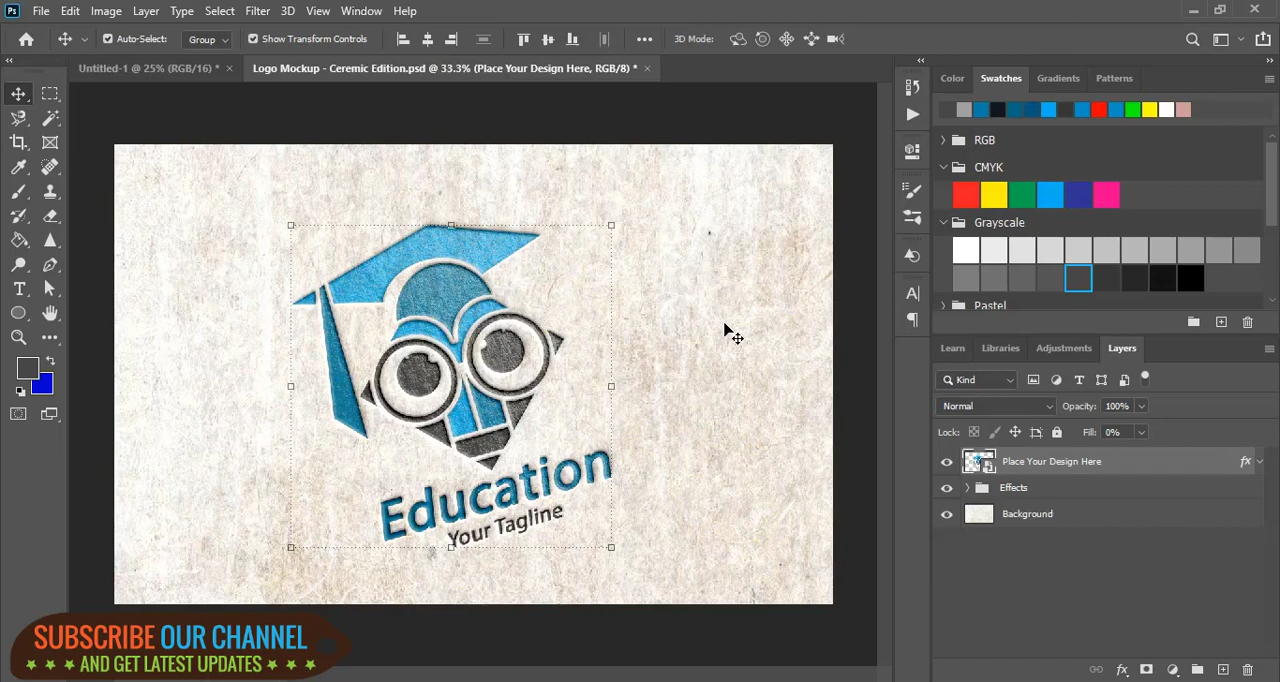 Ps File Edit Image Layer Type Select Filter 3D View Window Help
Auto-Select: Group Show Transform Controls 3D Mode:
Untitled-1 @ 25% (RGB/16) * × Logo Mockup - Ceremic Edition.psd @ 33.3% (Place Your Design Here, RGB/8) * ×
Color Swatches Gradients Patterns
RGB
CMYK
Grayscale
Pastel
Learn Libraries Adjustments Layers
Kind
Normal Opacity: 100%
Lock: Fill: 0%
Place Your Design Here fx
Effects
Background
Education
Your Tagline
SUBSCRIBE OUR CHANNEL
AND GET LATEST UPDATES